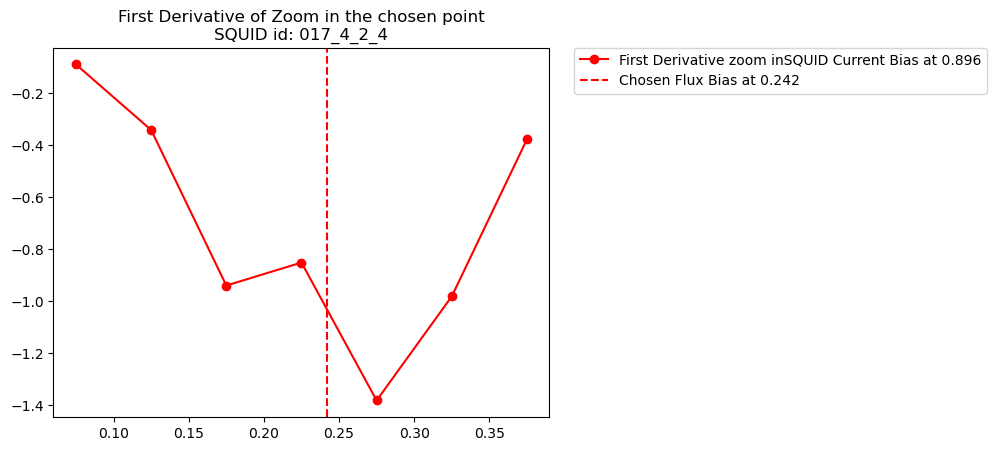 First Derivative of Zoom in the chosen point
SQUID id: 017_4_2_4
First Derivative zoom inSQUID Current Bias at 0.896
Chosen Flux Bias at 0.242
−0.2
−0.4
−0.6
−0.8
−1.0
−1.2
−1.4
0.10 0.15 0.20 0.25 0.30 0.35